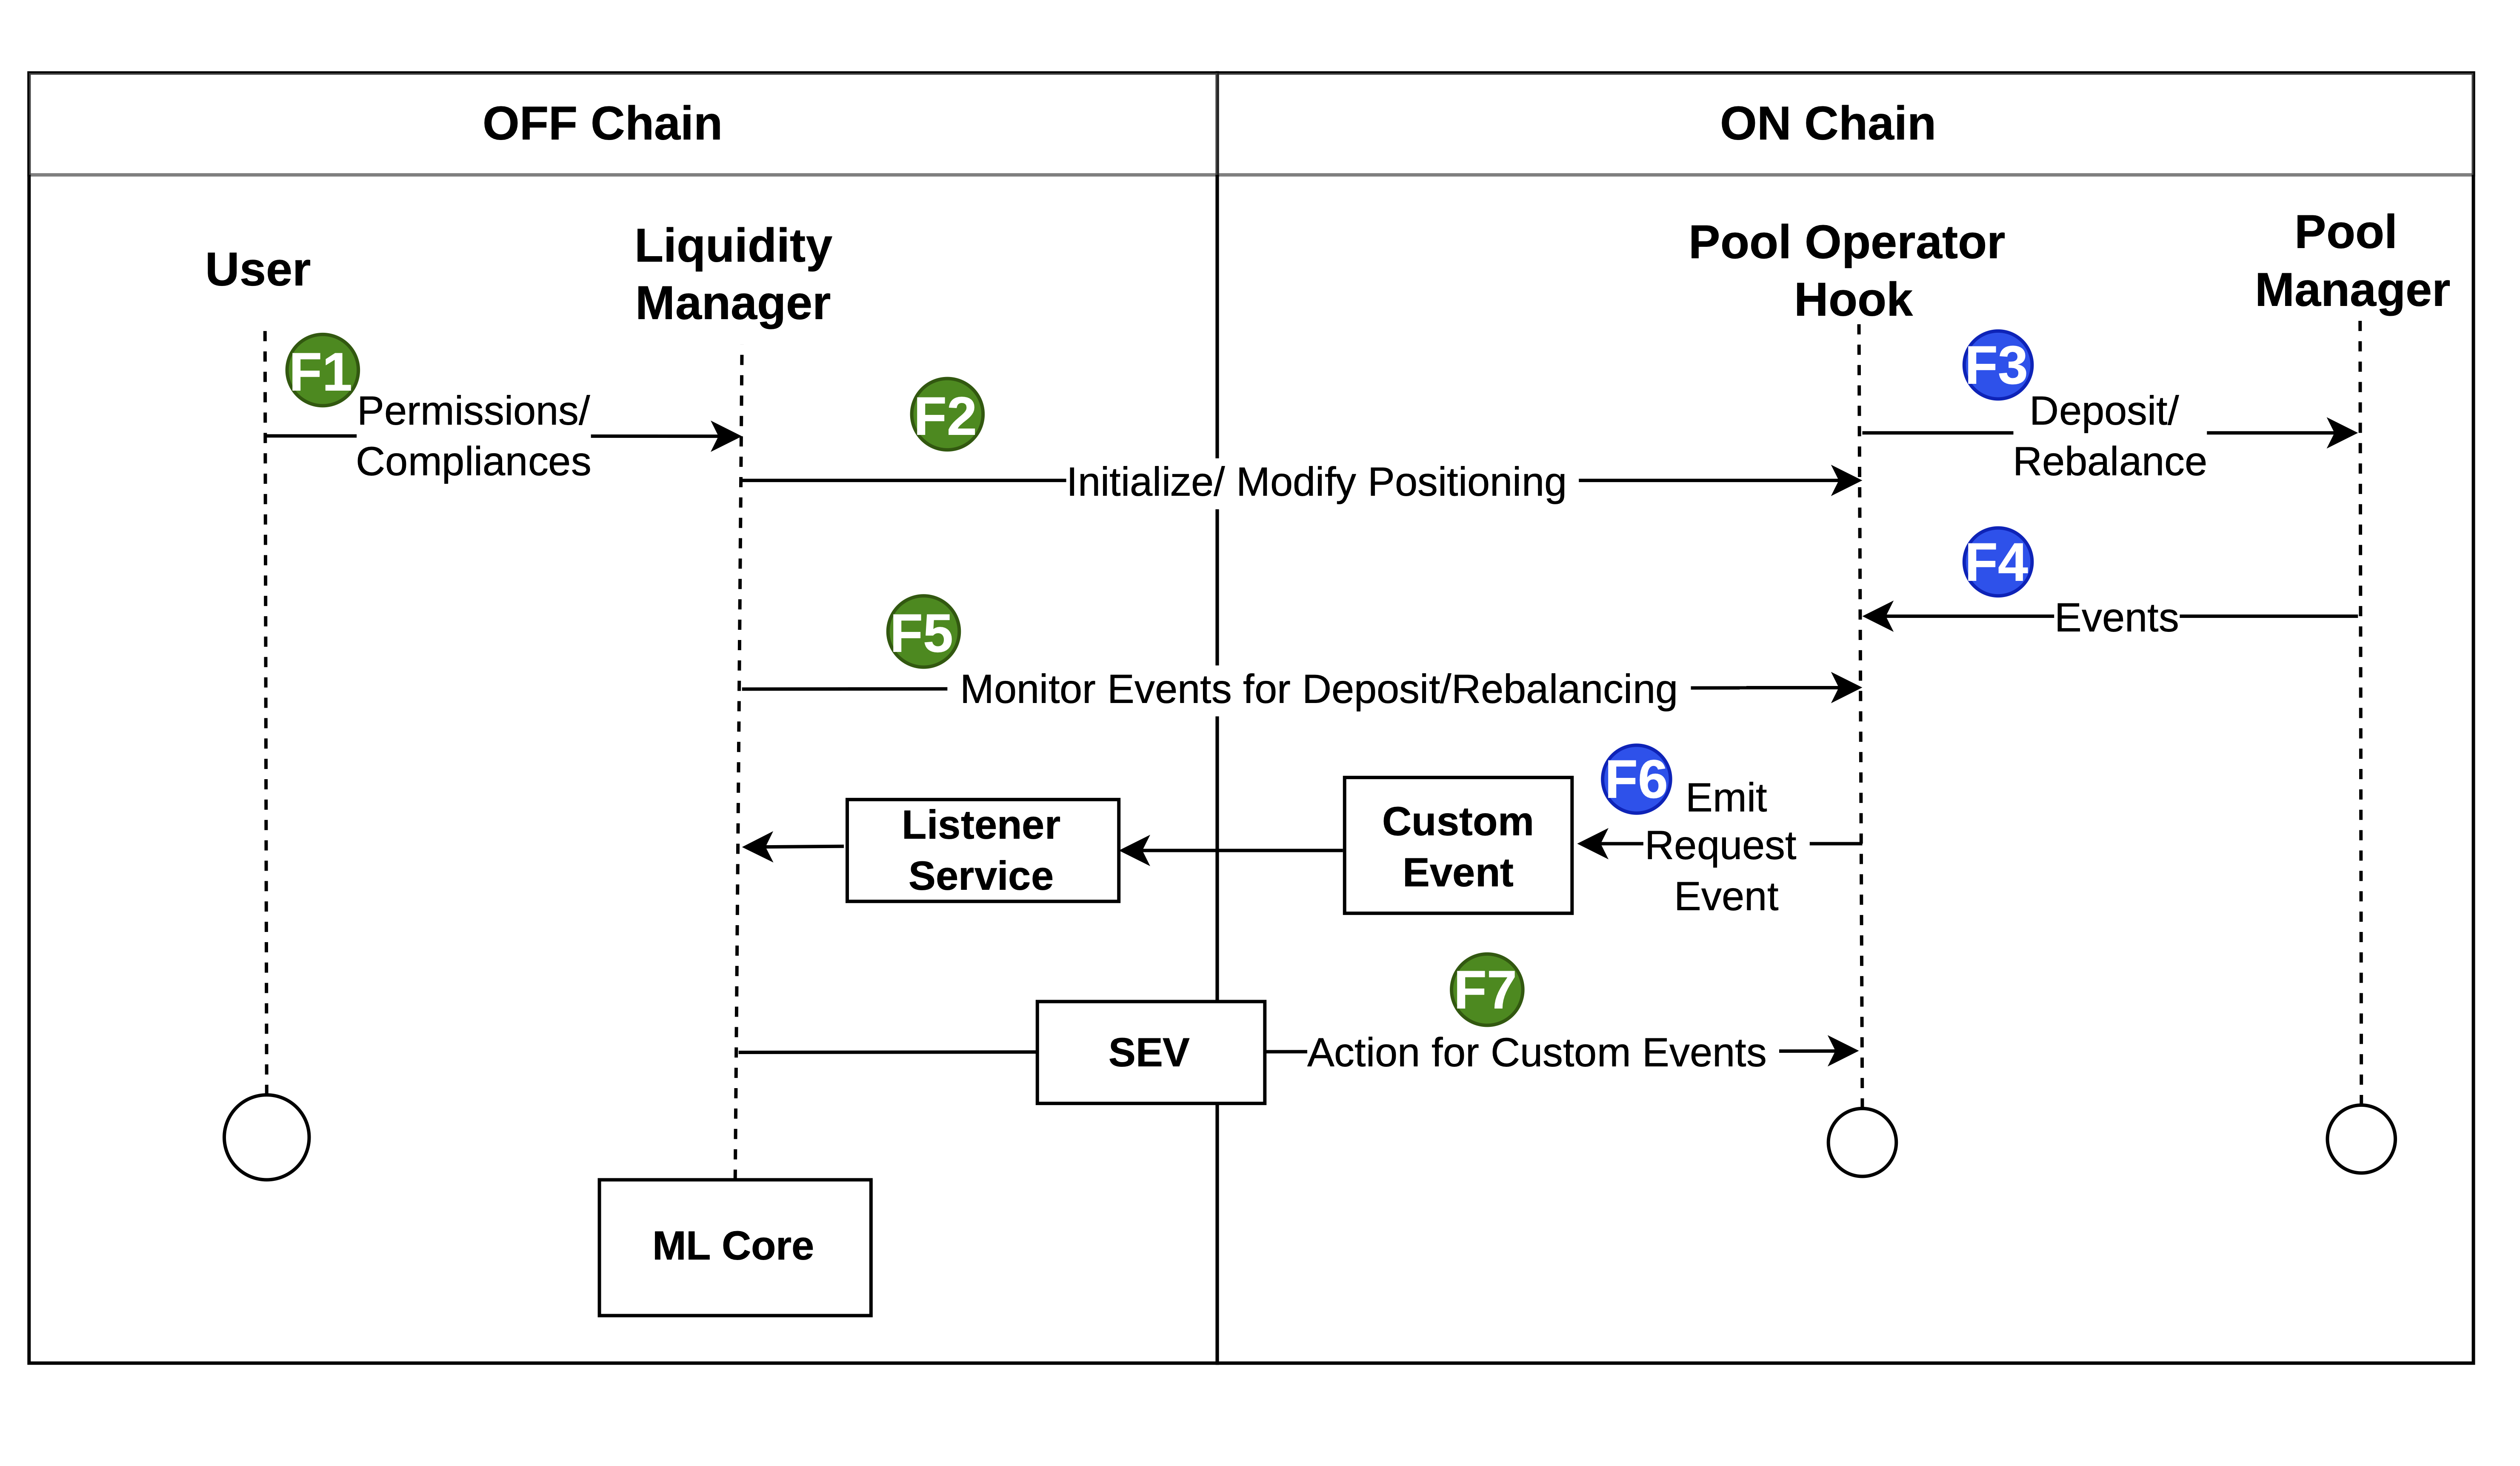 OFF Chain
ON Chain
User
Liquidity
Manager
Pool Operator
Hook
Pool
Manager
F1
Permissions/
Compliances
F2
Initialize/ Modify Positioning
F3
Deposit/
Rebalance
F4
Events
F5
Monitor Events for Deposit/Rebalancing
F6
Emit
Request
Event
Custom
Event
Listener
Service
F7
SEV
Action for Custom Events
ML Core